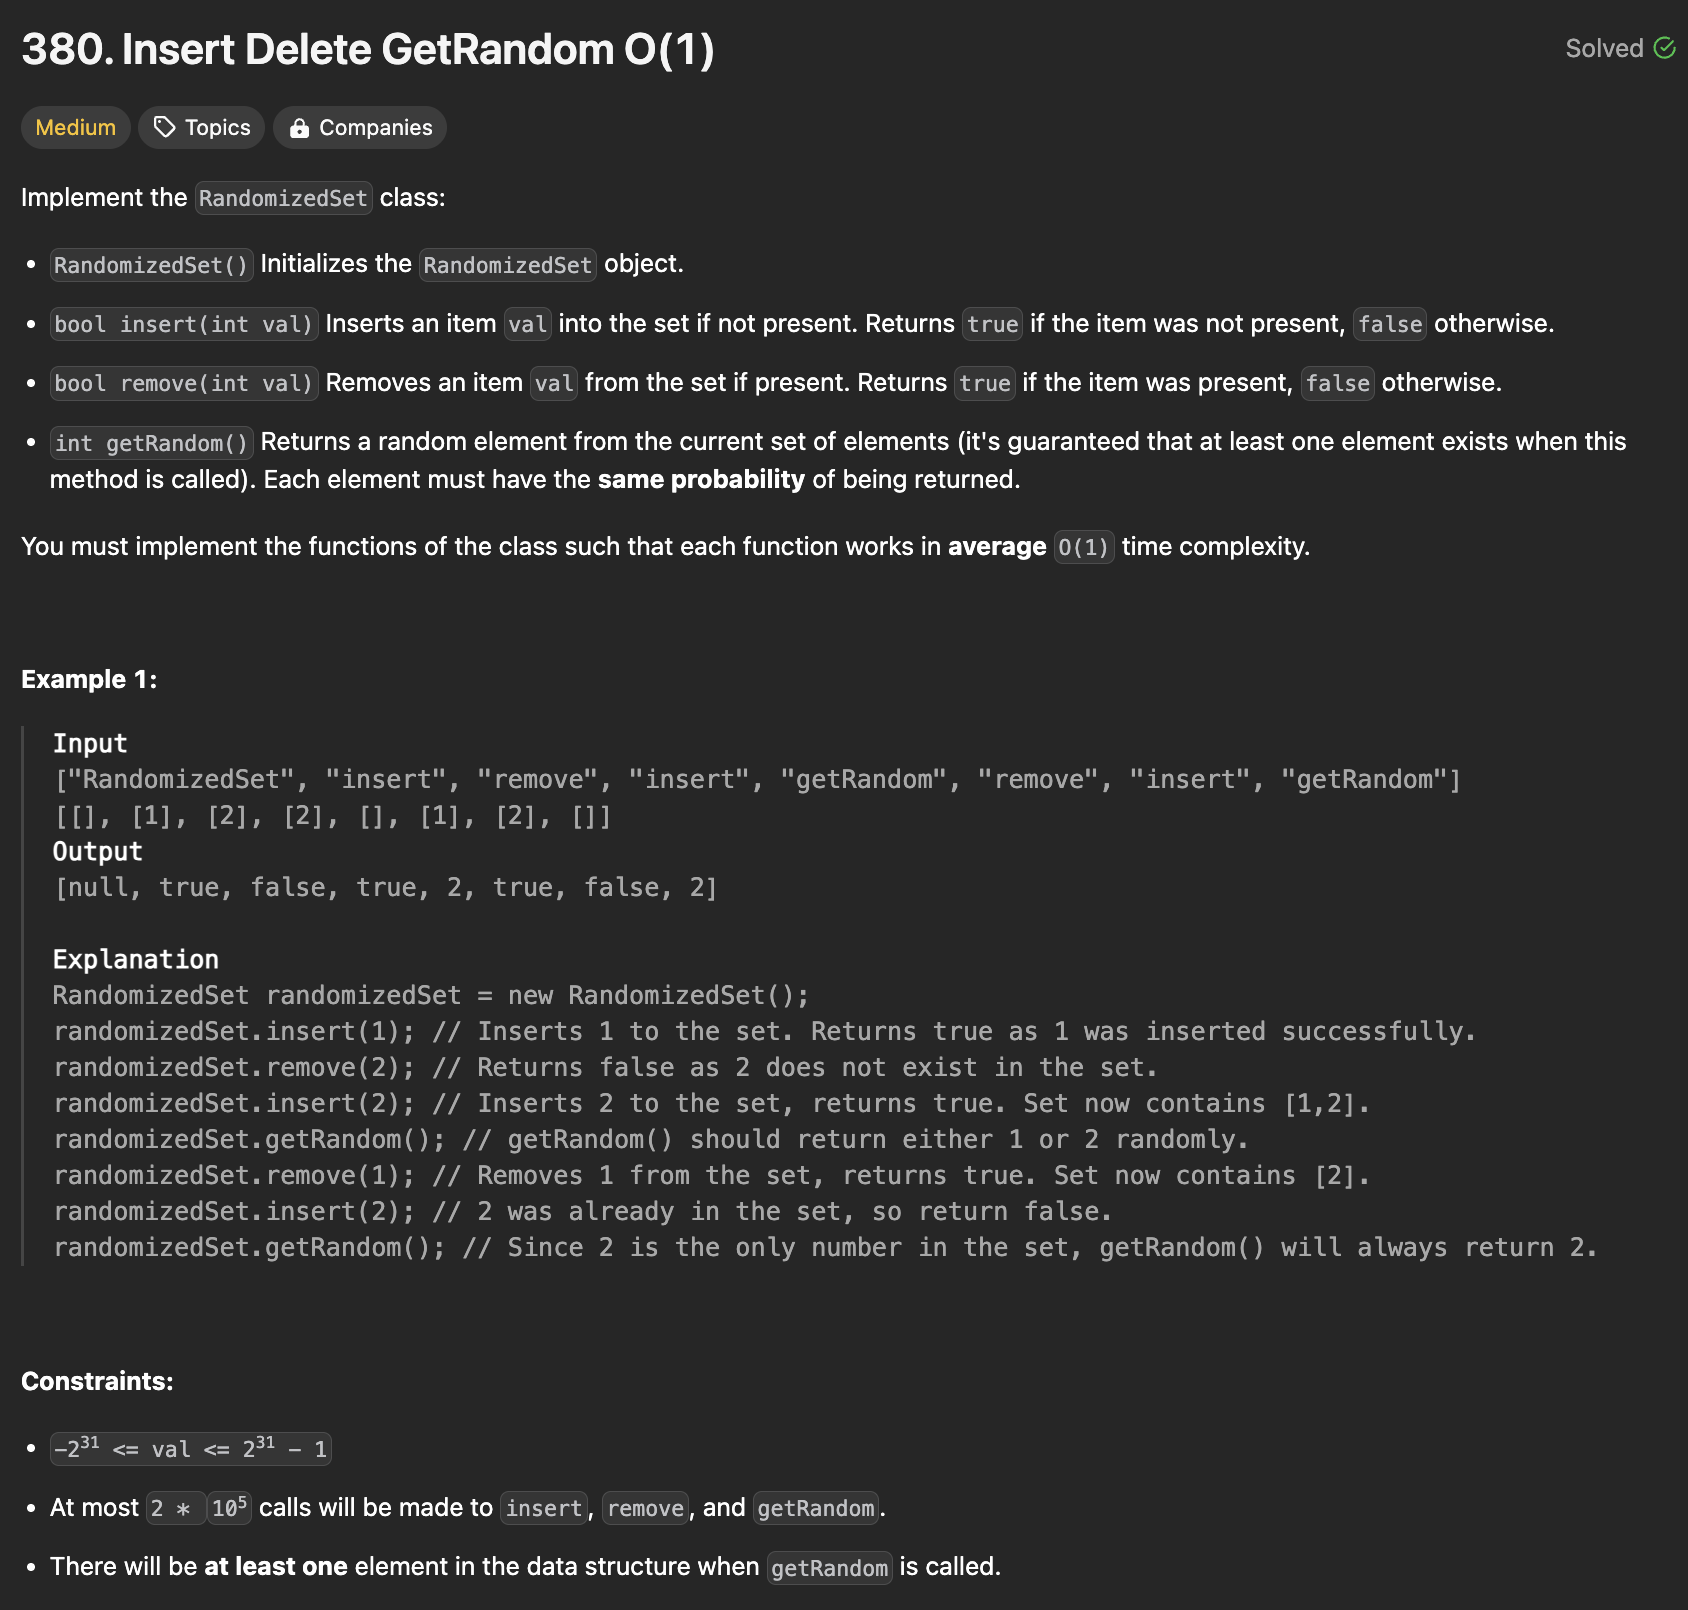 380. Insert Delete GetRandom O(1)
Solved
Medium Topics Companies
Implement the RandomizedSet class:
• RandomizedSet() Initializes the RandomizedSet object.
• bool insert(int val) Inserts an item val into the set if not present. Returns true if the item was not present, false otherwise.
• bool remove(int val) Removes an item val from the set if present. Returns true if the item was present, false otherwise.
• int getRandom() Returns a random element from the current set of elements (it's guaranteed that at least one element exists when this
method is called). Each element must have the same probability of being returned.
You must implement the functions of the class such that each function works in average O(1) time complexity.
Example 1:
Input
["RandomizedSet", "insert", "remove", "insert", "getRandom", "remove", "insert", "getRandom"]
[[], [1], [2], [2], [], [1], [2], []]
Output
[null, true, false, true, 2, true, false, 2]
Explanation
RandomizedSet randomizedSet = new RandomizedSet();
randomizedSet.insert(1); // Inserts 1 to the set. Returns true as 1 was inserted successfully.
randomizedSet.remove(2); // Returns false as 2 does not exist in the set.
randomizedSet.insert(2); // Inserts 2 to the set, returns true. Set now contains [1,2].
randomizedSet.getRandom(); // getRandom() should return either 1 or 2 randomly.
randomizedSet.remove(1); // Removes 1 from the set, returns true. Set now contains [2].
randomizedSet.insert(2); // 2 was already in the set, so return false.
randomizedSet.getRandom(); // Since 2 is the only number in the set, getRandom() will always return 2.
Constraints:
• −2³¹ <= val <= 2³¹ − 1
• At most 2 * 10⁵ calls will be made to insert, remove, and getRandom.
• There will be at least one element in the data structure when getRandom is called.